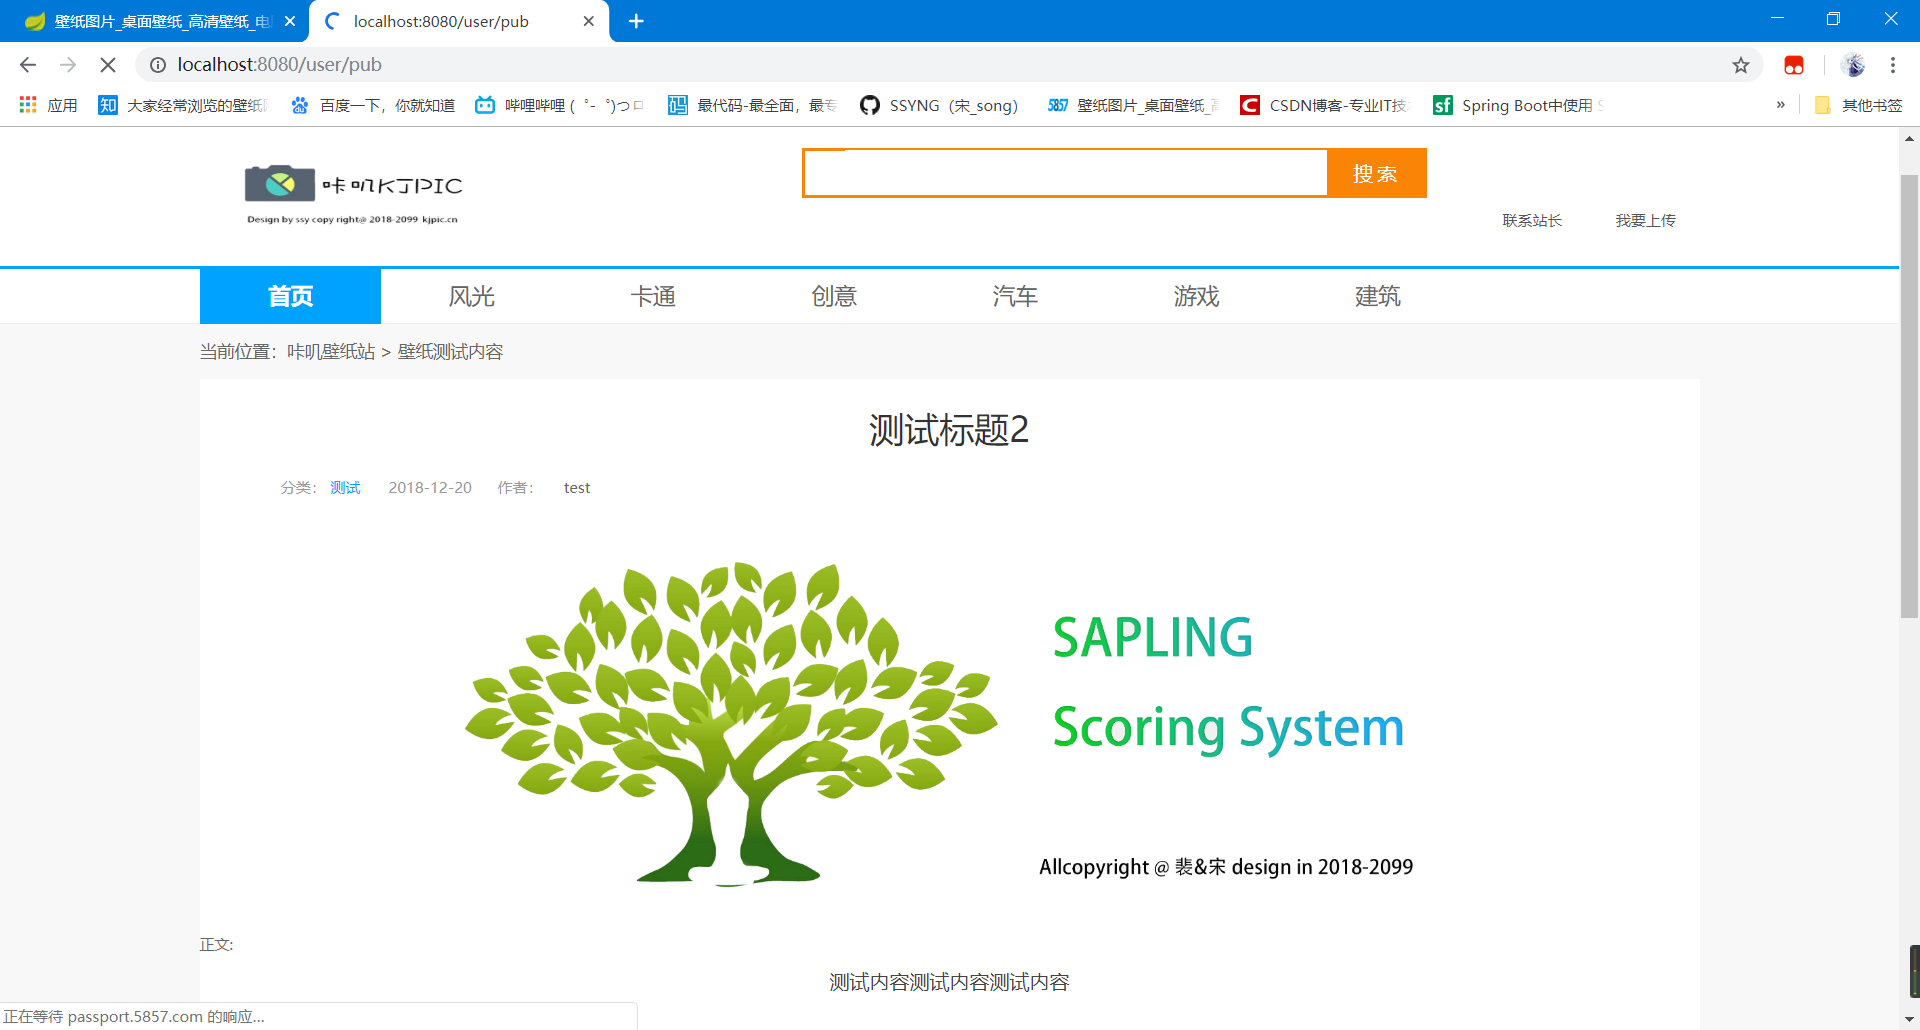 壁纸图片_桌面壁纸_高清壁纸_电
localhost:8080/user/pub
localhost:8080/user/pub
应用
知
大家经常浏览的壁纸
百度一下，你就知道
哔哩哔哩 ( ゜- ゜)つロ
码
最代码-最全面，最专
SSYNG（宋_song）
5857
壁纸图片_桌面壁纸_高
C
CSDN博客-专业IT技
sf
Spring Boot中使用 S
»
其他书签
咔叽KJPIC
Design by ssy copy right@ 2018-2099 kjpic.cn
搜索
联系站长
我要上传
首页
风光
卡通
创意
汽车
游戏
建筑
当前位置：咔叽壁纸站 > 壁纸测试内容
测试标题2
分类：测试 2018-12-20 作者： test
SAPLING
Scoring System
Allcopyright @ 裴&宋 design in 2018-2099
正文:
测试内容测试内容测试内容
正在等待 passport.5857.com 的响应...